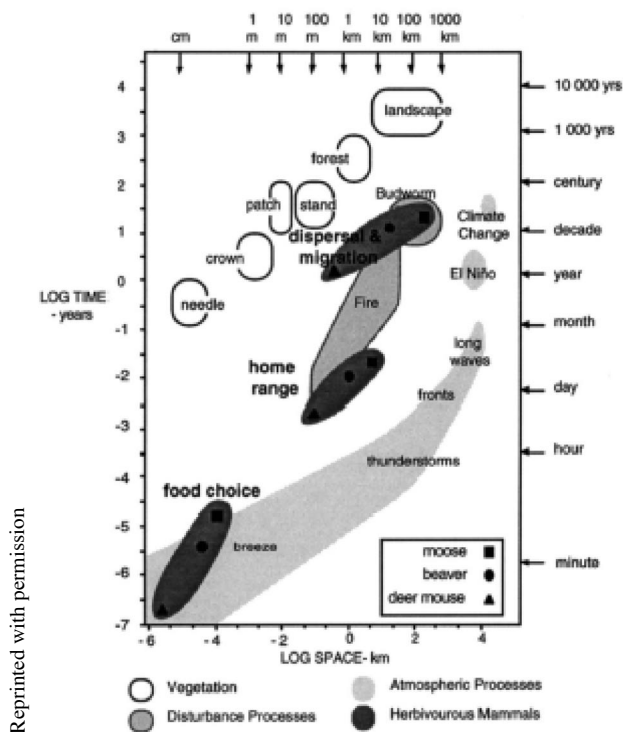 cm
1 m
10 m
100 m
1 km
10 km
100 km
1000 km
4
3
2
1
0
-1
-2
-3
-4
-5
-6
-7
LOG TIME
- years
10 000 yrs
1 000 yrs
century
decade
year
month
day
hour
minute
landscape
forest
Budworm
patch
stand
dispersal &
migration
Climate
Change
crown
El Niño
needle
Fire
long
waves
home
range
fronts
thunderstorms
food choice
breeze
moose
beaver
deer mouse
-6
-4
-2
0
2
4
LOG SPACE- km
Vegetation
Atmospheric Processes
Disturbance Processes
Herbivourous Mammals
Reprinted with permission